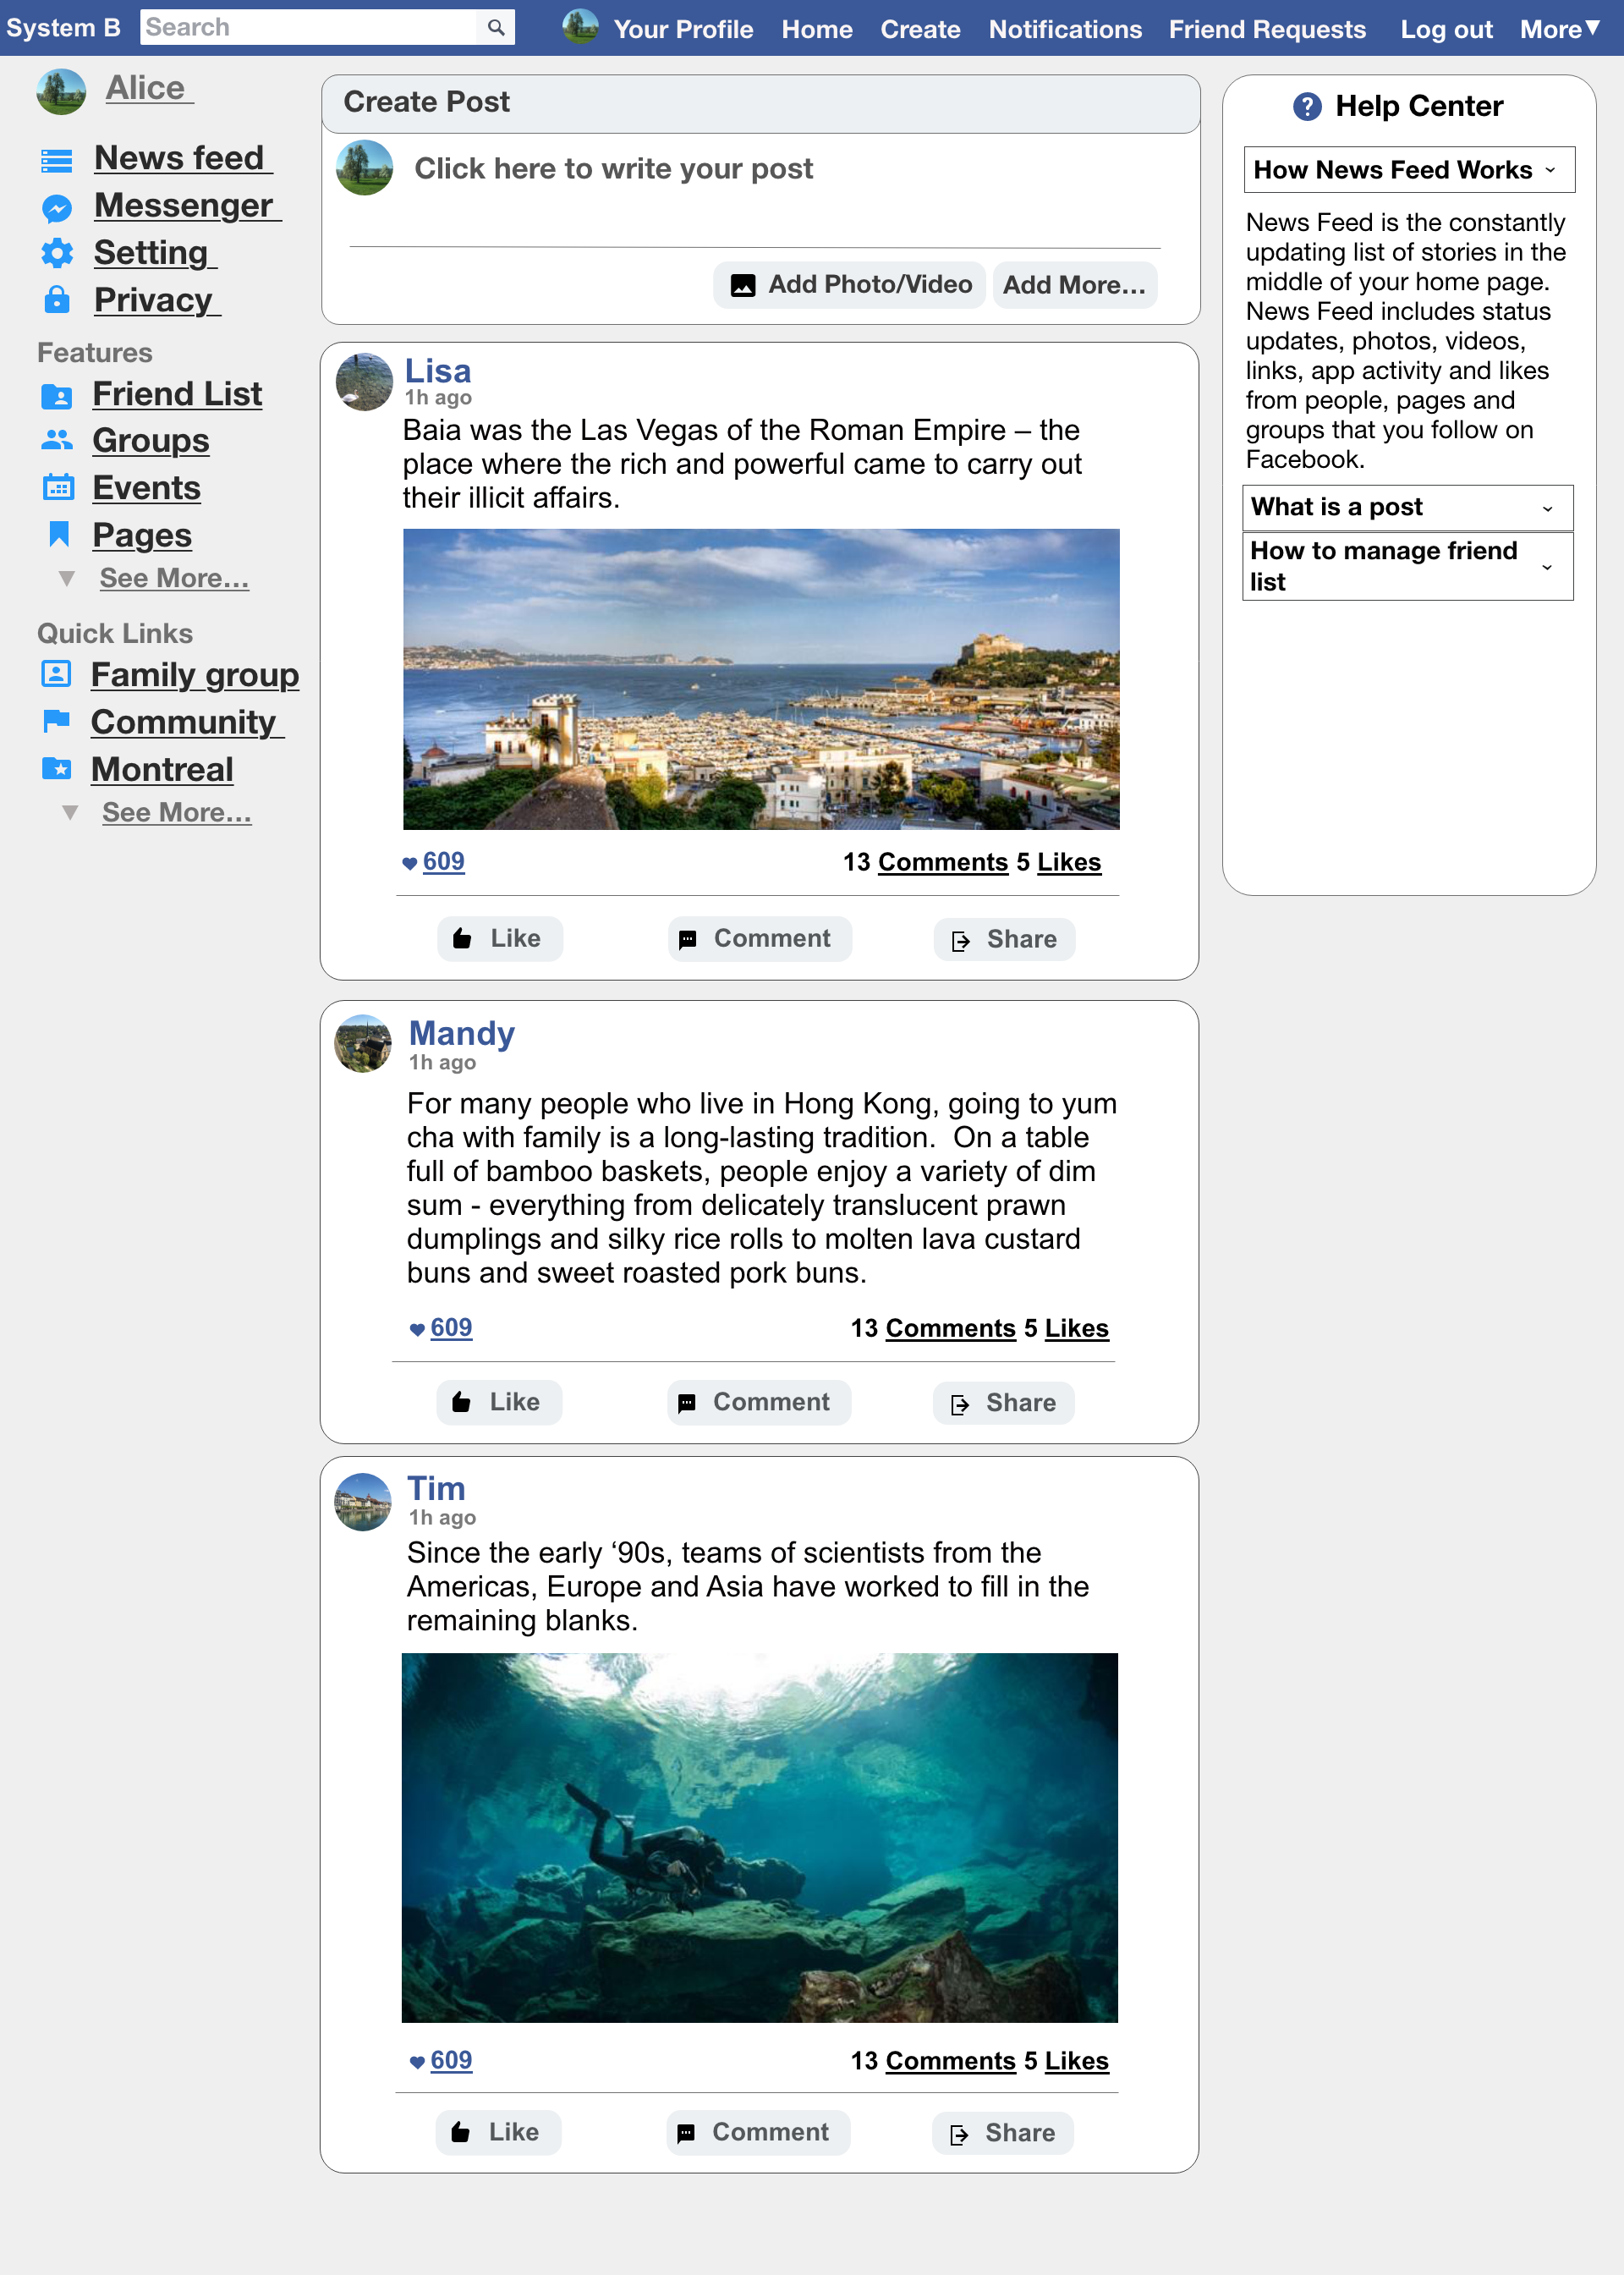 System B
Search
Your Profile Home Create Notifications Friend Requests Log out More
Alice
News feed
Messenger
Setting
Privacy
Features
Friend List
Groups
Events
Pages
See More...
Quick Links
Family group
Community
Montreal
See More...
Create Post
Click here to write your post
Add Photo/Video Add More...
Lisa
1h ago
Baia was the Las Vegas of the Roman Empire – the
place where the rich and powerful came to carry out
their illicit affairs.
609 13 Comments 5 Likes
Like Comment Share
Mandy
1h ago
For many people who live in Hong Kong, going to yum
cha with family is a long-lasting tradition.  On a table
full of bamboo baskets, people enjoy a variety of dim
sum - everything from delicately translucent prawn
dumplings and silky rice rolls to molten lava custard
buns and sweet roasted pork buns.
609 13 Comments 5 Likes
Like Comment Share
Tim
1h ago
Since the early ‘90s, teams of scientists from the
Americas, Europe and Asia have worked to fill in the
remaining blanks.
609 13 Comments 5 Likes
Like Comment Share
? Help Center
How News Feed Works
News Feed is the constantly
updating list of stories in the
middle of your home page.
News Feed includes status
updates, photos, videos,
links, app activity and likes
from people, pages and
groups that you follow on
Facebook.
What is a post
How to manage friend
list